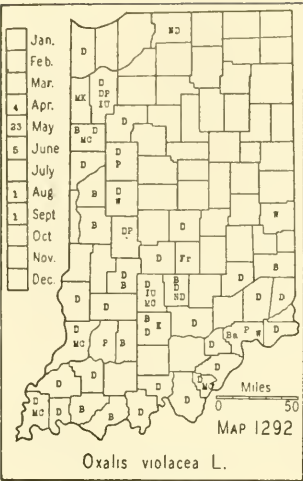 Jan.
Feb.
Mar.
4 Apr.
23 May
5 June
July
1 Aug
1 Sept
Oct
Nov.
Dec.
ND
D
D
DP
IU
MK
B D
MC
D
D
D
P
B
D
W
W
B
DP
D
D
Fr
D
B
D
IU
MC
B
D
ND
D
S
D
D
D
D
D
MC
P
B
B
D
K
D
D
Ba
P
W
D
D
D
D
D
D
MC
D
MC
D
B
B
D
D
Miles
0 50
MAP 1292
Oxalis violacea L.